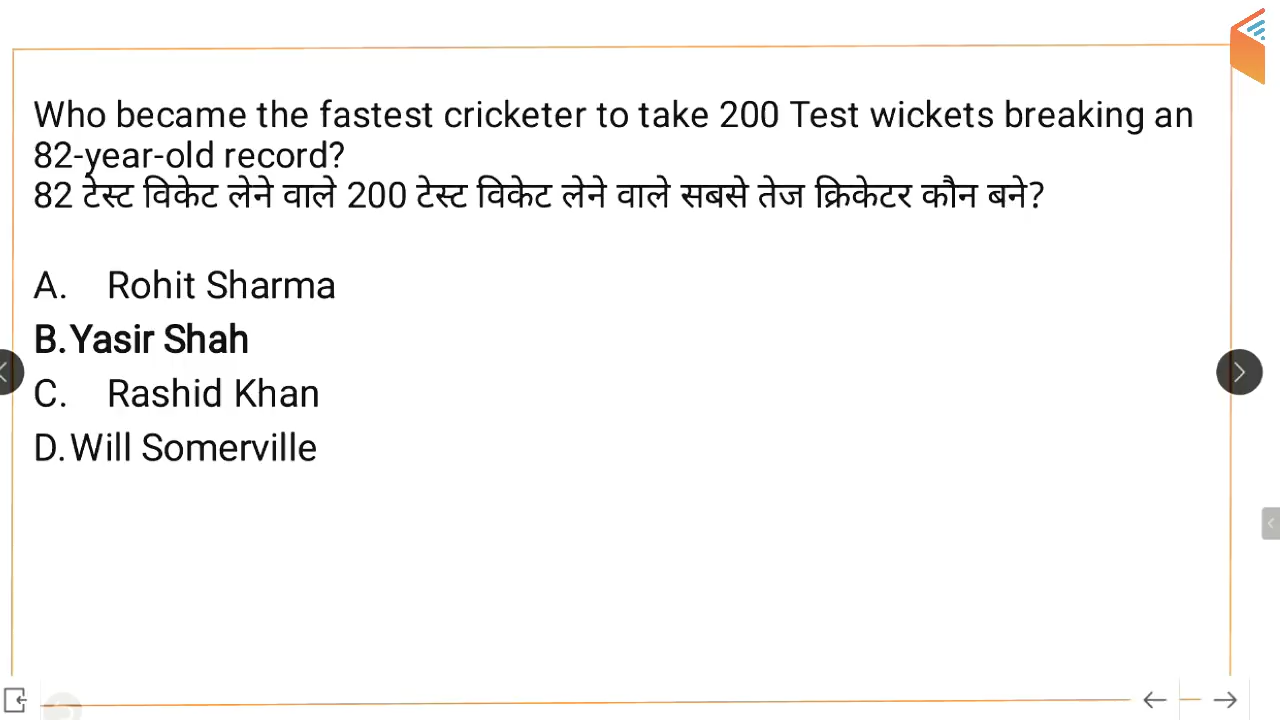 Who became the fastest cricketer to take 200 Test wickets breaking an
82-year-old record?
82 टेस्ट विकेट लेने वाले 200 टेस्ट विकेट लेने वाले सबसे तेज क्रिकेटर कौन बने?
A. Rohit Sharma
B. Yasir Shah
C. Rashid Khan
D. Will Somerville